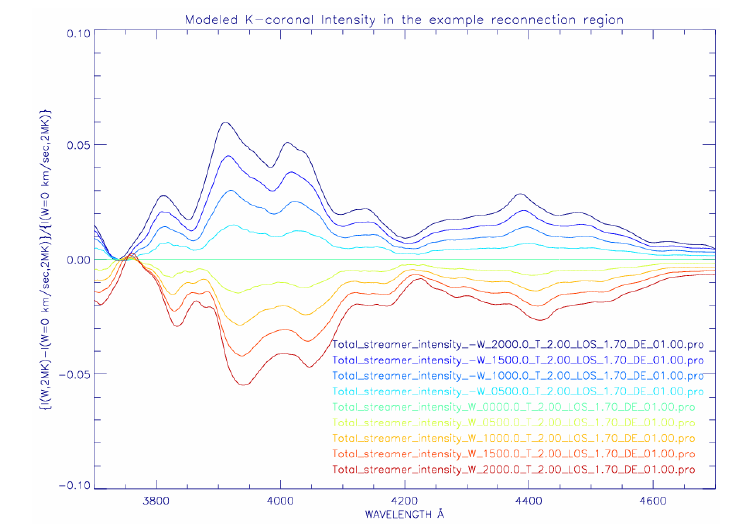 Modeled K-coronal Intensity in the example reconnection region
{I(W,2MK)-I(W=0 km/sec,2MK)}/{I(W=0 km/sec,2MK)}
0.10
0.05
0.00
-0.05
-0.10
Total_streamer_intensity_-W_2000.0_T_2.00_LOS_1.70_DE_01.00.pro
Total_streamer_intensity_-W_1500.0_T_2.00_LOS_1.70_DE_01.00.pro
Total_streamer_intensity_-W_1000.0_T_2.00_LOS_1.70_DE_01.00.pro
Total_streamer_intensity_-W_0500.0_T_2.00_LOS_1.70_DE_01.00.pro
Total_streamer_intensity_W_0000.0_T_2.00_LOS_1.70_DE_01.00.pro
Total_streamer_intensity_W_0500.0_T_2.00_LOS_1.70_DE_01.00.pro
Total_streamer_intensity_W_1000.0_T_2.00_LOS_1.70_DE_01.00.pro
Total_streamer_intensity_W_1500.0_T_2.00_LOS_1.70_DE_01.00.pro
Total_streamer_intensity_W_2000.0_T_2.00_LOS_1.70_DE_01.00.pro
3800 4000 4200 4400 4600
WAVELENGTH Å